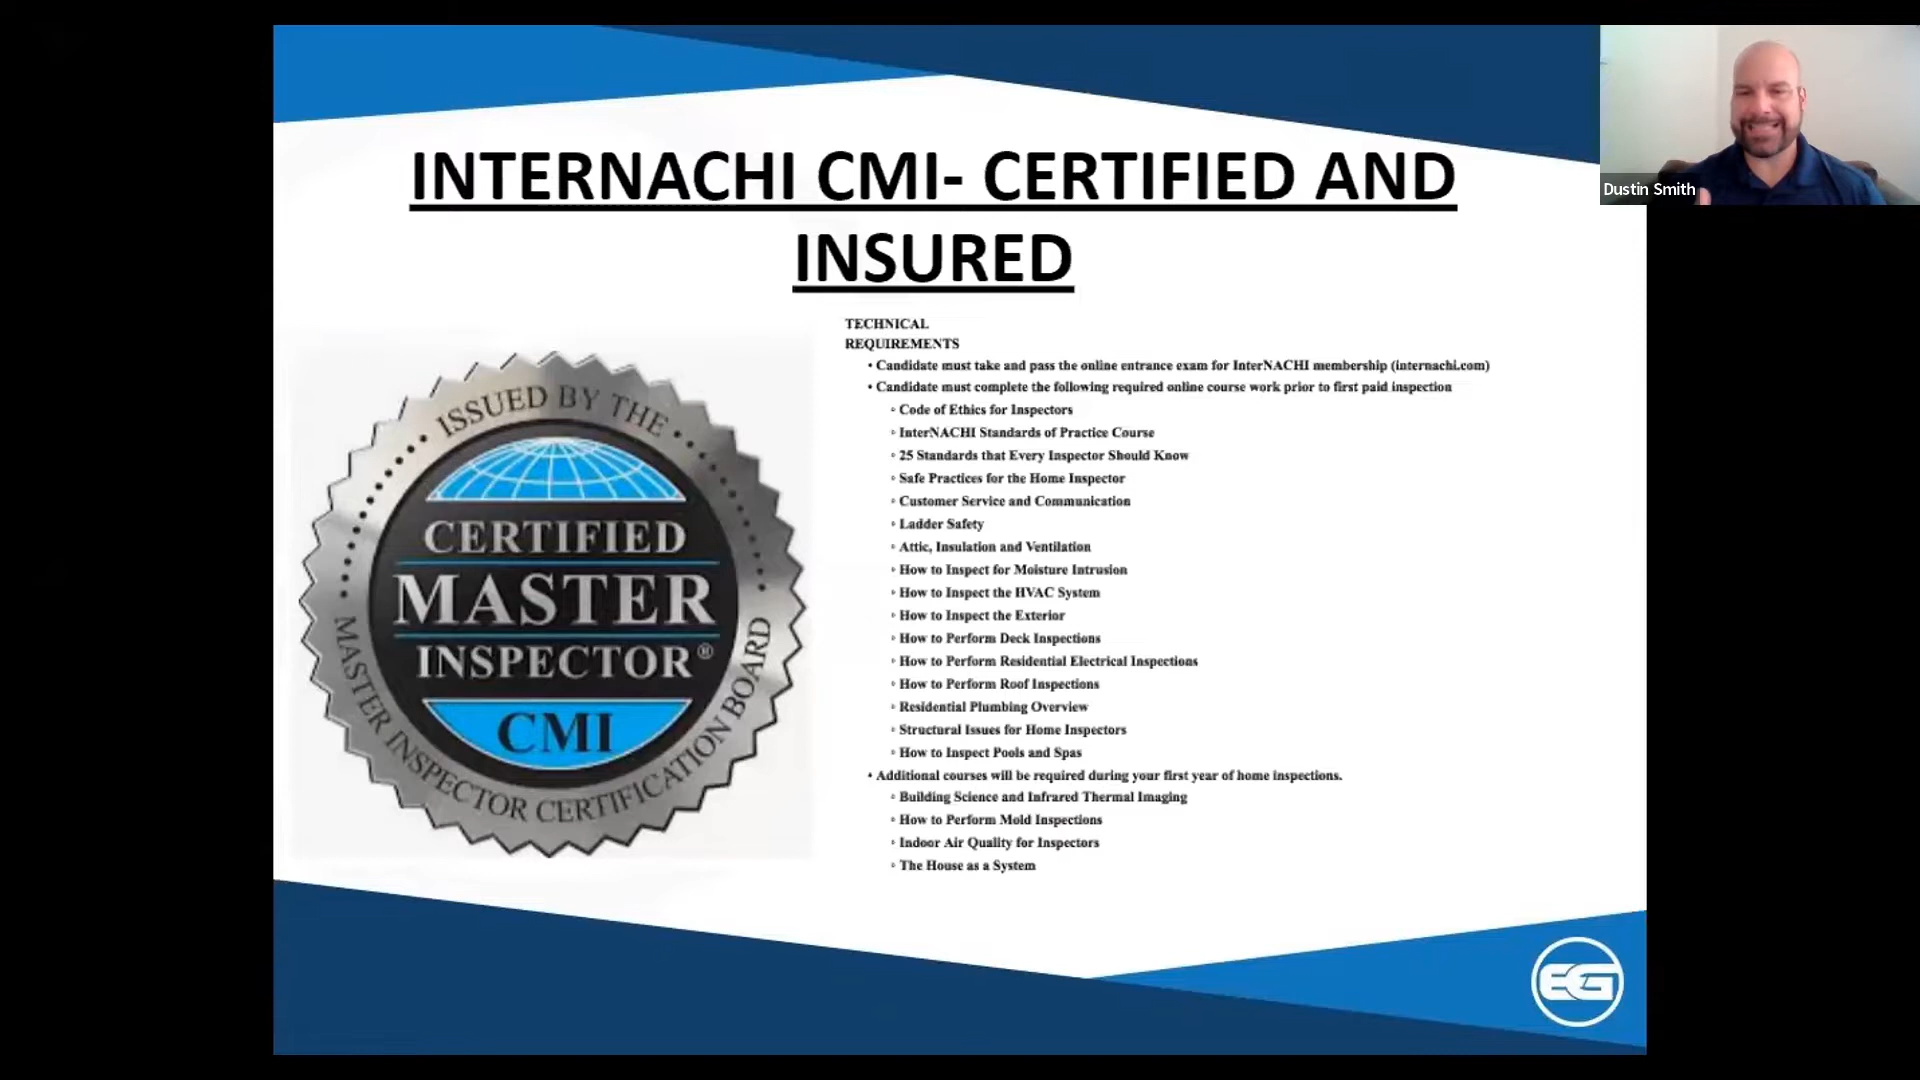 INTERNACHI CMI- CERTIFIED AND
INSURED
Dustin Smith
ISSUED BY THE
CERTIFIED
MASTER
INSPECTOR®
CMI
MASTER INSPECTOR CERTIFICATION BOARD
TECHNICAL
REQUIREMENTS
• Candidate must take and pass the online entrance exam for InterNACHI membership (internachi.com)
• Candidate must complete the following required online course work prior to first paid inspection
◦ Code of Ethics for Inspectors
◦ InterNACHI Standards of Practice Course
◦ 25 Standards that Every Inspector Should Know
◦ Safe Practices for the Home Inspector
◦ Customer Service and Communication
◦ Ladder Safety
◦ Attic, Insulation and Ventilation
◦ How to Inspect for Moisture Intrusion
◦ How to Inspect the HVAC System
◦ How to Inspect the Exterior
◦ How to Perform Deck Inspections
◦ How to Perform Residential Electrical Inspections
◦ How to Perform Roof Inspections
◦ Residential Plumbing Overview
◦ Structural Issues for Home Inspectors
◦ How to Inspect Pools and Spas
• Additional courses will be required during your first year of home inspections.
◦ Building Science and Infrared Thermal Imaging
◦ How to Perform Mold Inspections
◦ Indoor Air Quality for Inspectors
◦ The House as a System
EG